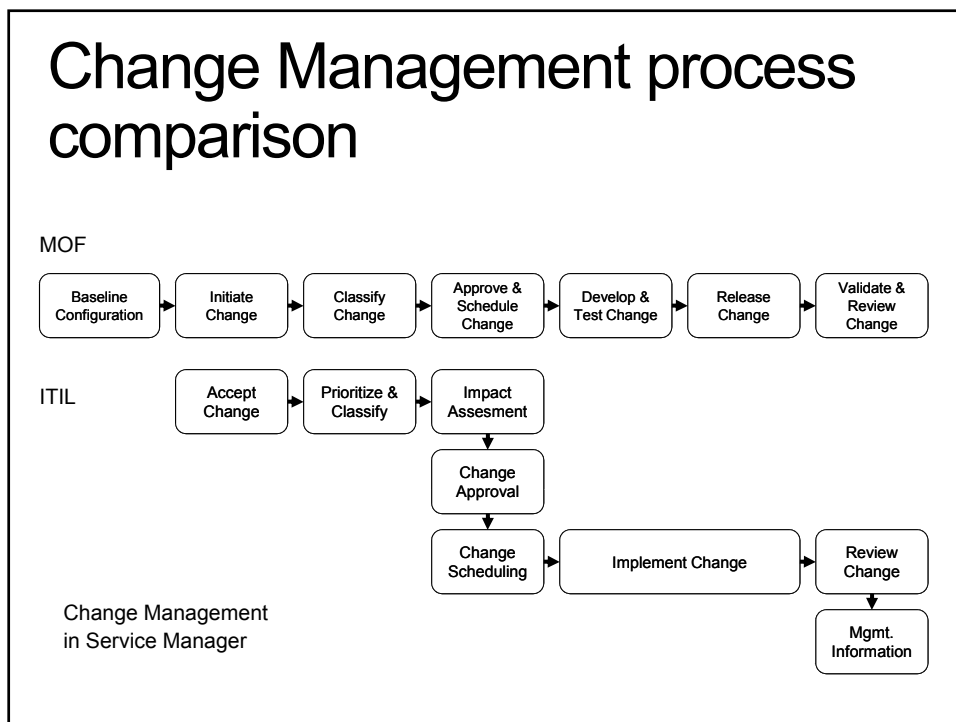 Change Management process
comparison
MOF
Baseline
Configuration
Initiate
Change
Classify
Change
Approve &
Schedule
Change
Develop &
Test Change
Release
Change
Validate &
Review
Change
ITIL
Accept
Change
Prioritize &
Classify
Impact
Assesment
Change
Approval
Change
Scheduling
Implement Change
Review
Change
Mgmt.
Information
Change Management
in Service Manager